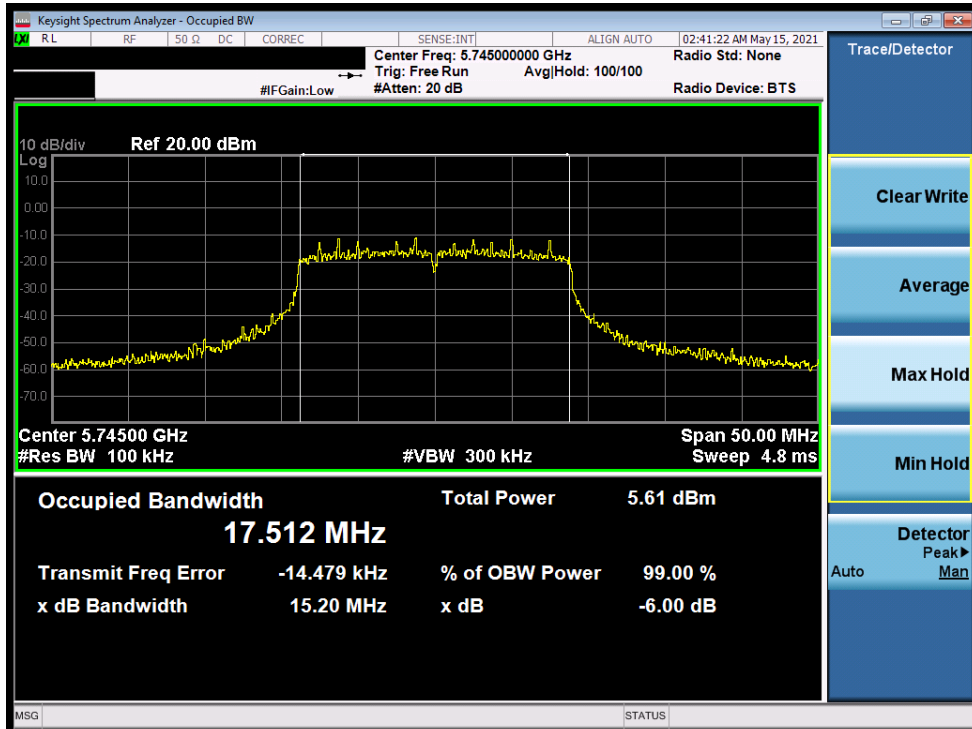 Keysight Spectrum Analyzer - Occupied BW
LXI RL RF 50 Ω DC CORREC SENSE:INT ALIGN AUTO 02:41:22 AM May 15, 2021
Center Freq: 5.745000000 GHz Radio Std: None
Trig: Free Run Avg|Hold: 100/100
#IFGain:Low #Atten: 20 dB Radio Device: BTS
Trace/Detector
10 dB/div Ref 20.00 dBm
Log
10.0
0.00
-10.0
-20.0
-30.0
-40.0
-50.0
-60.0
-70.0
Center 5.74500 GHz Span 50.00 MHz
#Res BW 100 kHz #VBW 300 kHz Sweep 4.8 ms
Clear Write
Average
Max Hold
Min Hold
Detector
Peak▶
Auto Man
Occupied Bandwidth Total Power 5.61 dBm
17.512 MHz
Transmit Freq Error -14.479 kHz % of OBW Power 99.00 %
x dB Bandwidth 15.20 MHz x dB -6.00 dB
MSG STATUS